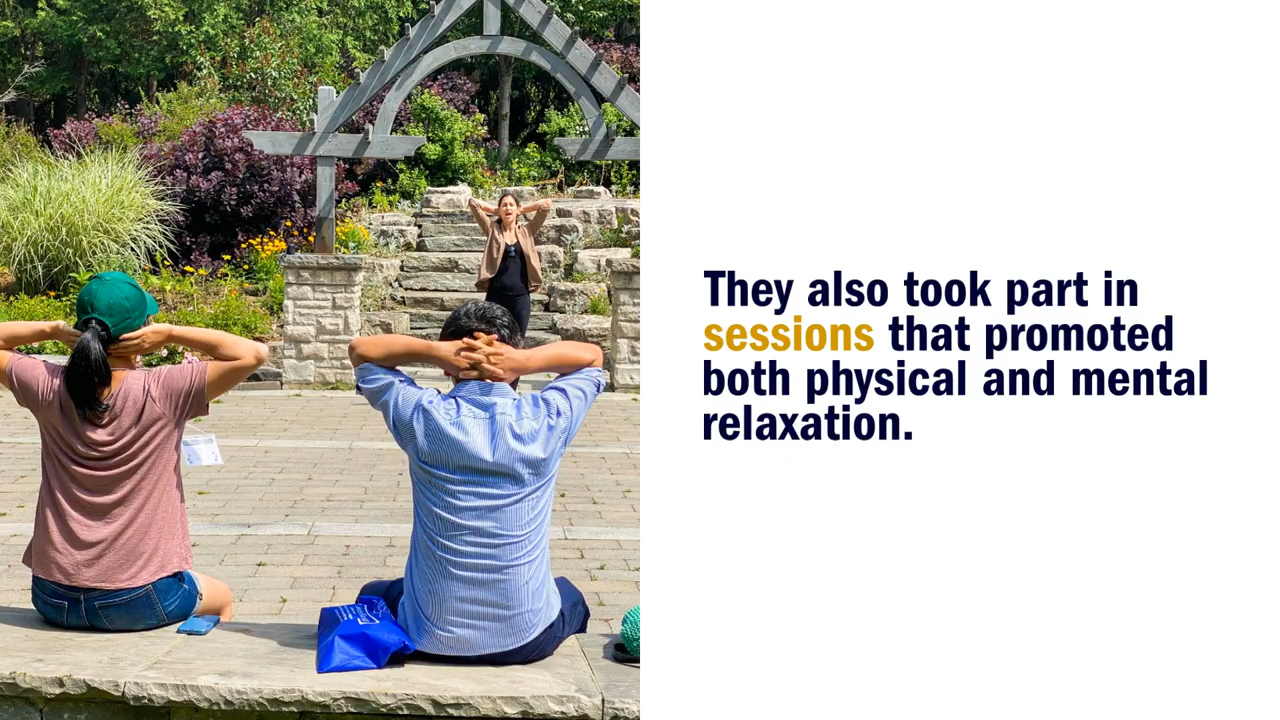 They also took part in
sessions that promoted
both physical and mental
relaxation.